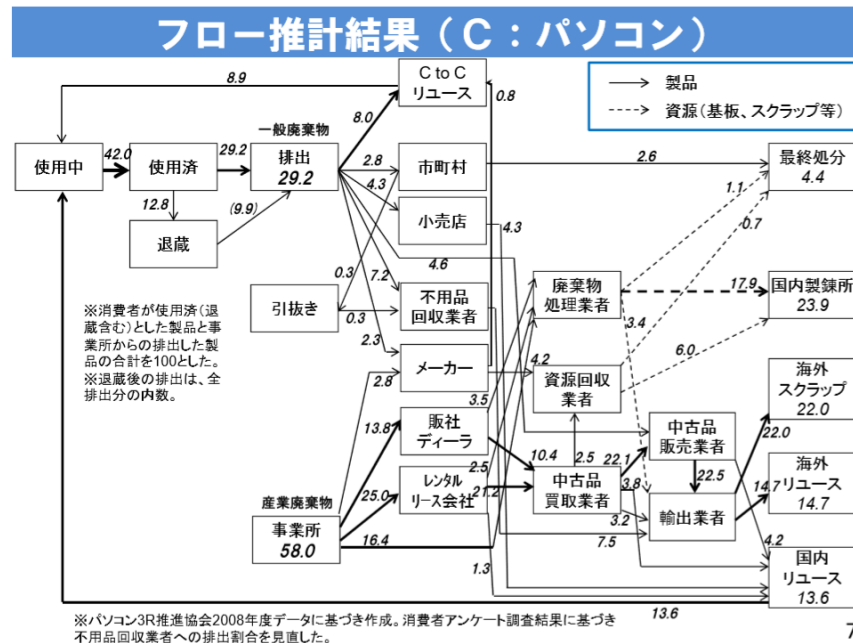 フロー推計結果（C：パソコン）
製品
資源（基板、スクラップ等）
8.9
C to C
リユース
0.8
8.0
一般廃棄物
使用中
42.0
使用済
29.2
排出
29.2
2.8
市町村
2.6
最終処分
4.4
12.8
(9.9)
退蔵
4.3
小売店
4.3
1.1
0.7
4.6
0.3
7.2
引抜き
0.3
不用品
回収業者
廃棄物
処理業者
17.9
国内製錬所
23.9
3.4
※消費者が使用済（退
蔵含む）とした製品と事
業所からの排出した製
品の合計を100とした。
※退蔵後の排出は、全
排出分の内数。
2.3
2.8
メーカー
4.2
資源回収
業者
6.0
海外
スクラップ
22.0
3.5
13.8
販社
ディーラ
10.4
2.5
22.1
中古品
販売業者
22.0
2.5
25.0
レンタル
リース会社
21.2
中古品
買取業者
3.8
22.5
3.2
輸出業者
14.7
海外
リユース
14.7
産業廃棄物
事業所
58.0
16.4
7.5
4.2
1.3
国内
リユース
13.6
13.6
※パソコン3R推進協会2008年度データに基づき作成。消費者アンケート調査結果に基づき
不用品回収業者への排出割合を見直した。
7